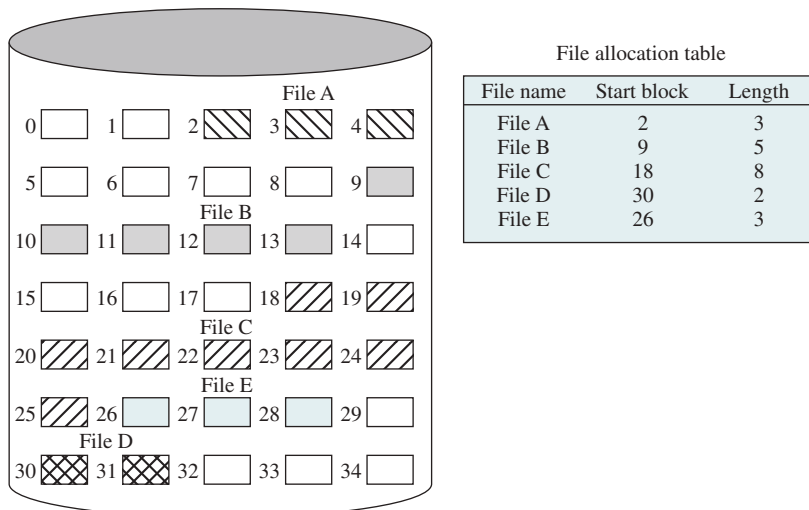 File A
0 1 2 3 4
5 6 7 8 9
File B
10 11 12 13 14
15 16 17 18 19
File C
20 21 22 23 24
File E
25 26 27 28 29
File D
30 31 32 33 34
File allocation table
File name Start block Length
File A 2 3
File B 9 5
File C 18 8
File D 30 2
File E 26 3